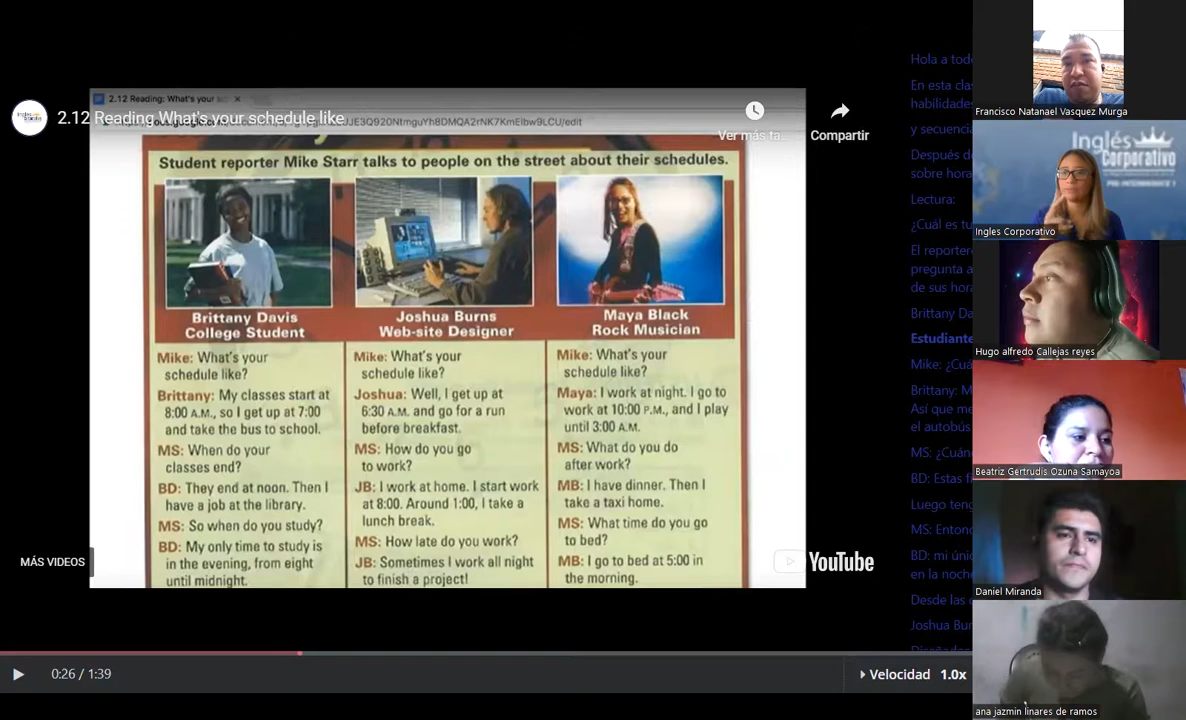 2.12 Reading: What's your
2.12 Reading What's your schedule like
Ver más ta...
Compartir
Student reporter Mike Starr talks to people on the street about their schedules.
Brittany Davis
College Student
Mike: What's your
schedule like?
Brittany: My classes start at
8:00 A.M., so I get up at 7:00
and take the bus to school.
MS: When do your
classes end?
BD: They end at noon. Then I
have a job at the library.
MS: So when do you study?
BD: My only time to study is
in the evening, from eight
until midnight.
Joshua Burns
Web-site Designer
Mike: What's your
schedule like?
Joshua: Well, I get up at
6:30 A.M. and go for a run
before breakfast.
MS: How do you go
to work?
JB: I work at home. I start work
at 8:00. Around 1:00, I take a
lunch break.
MS: How late do you work?
JB: Sometimes I work all night
to finish a project!
Maya Black
Rock Musician
Mike: What's your
schedule like?
Maya: I work at night. I go to
work at 10:00 P.M., and I play
until 3:00 A.M.
MS: What do you do
after work?
MB: I have dinner. Then I
take a taxi home.
MS: What time do you go
to bed?
MB: I go to bed at 5:00 in
the morning.
MÁS VIDEOS
YouTube
0:26 / 1:39
Velocidad 1.0x
Hola a tod
En esta cla
habilidades
y secuencia
Después d
sobre hora
Lectura:
¿Cuál es tu
El reporter
pregunta a
de sus hora
Brittany Da
Estudiante
Mike: ¿Cuá
Brittany: M
Así que me
el autobús
MS: ¿Cuán
BD: Estas f
Luego teng
MS: Enton
BD: mi úni
en la noch
Desde las
Joshua Bur
Francisco Natanael Vasquez Murga
Inglés
Corporativo
PRE-INTERMEDIATE 1
Ingles Corporativo
Hugo alfredo Callejas reyes
Beatriz Gertrudis Ozuna Samayoa
Daniel Miranda
ana jazmin linares de ramos